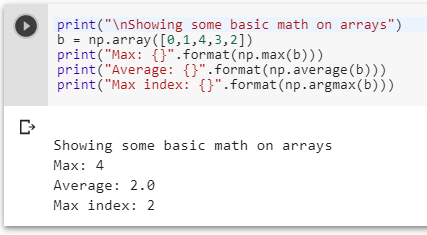 print("\nShowing some basic math on arrays")
b = np.array([0,1,4,3,2])
print("Max: {}".format(np.max(b)))
print("Average: {}".format(np.average(b)))
print("Max index: {}".format(np.argmax(b)))
Showing some basic math on arrays
Max: 4
Average: 2.0
Max index: 2